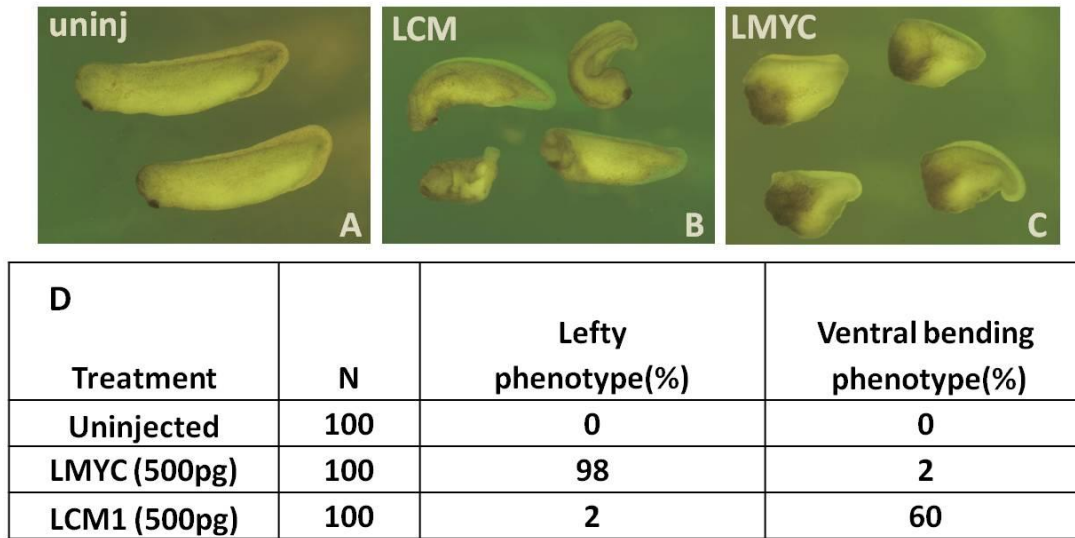 uninj
A
LCM
B
LMYC
C
D
Treatment
N
Lefty
phenotype(%)
Ventral bending
phenotype(%)
Uninjected 100 0 0
LMYC (500pg) 100 98 2
LCM1 (500pg) 100 2 60